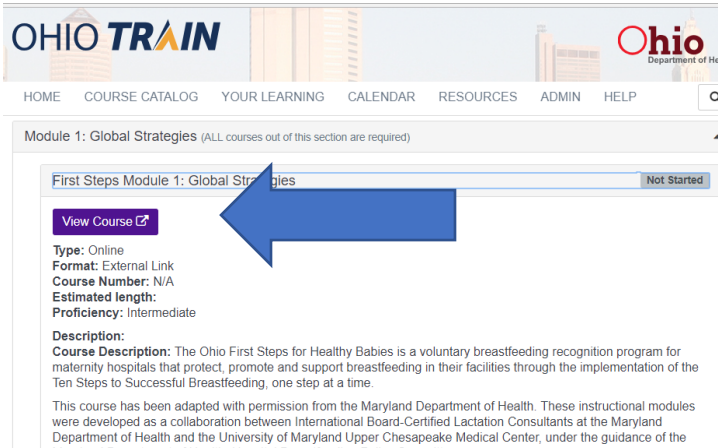 OHIO TRAIN
Ohio
Department of He
HOME COURSE CATALOG YOUR LEARNING CALENDAR RESOURCES ADMIN HELP
Module 1: Global Strategies (ALL courses out of this section are required)
First Steps Module 1: Global Strategies
Not Started
View Course
Type: Online
Format: External Link
Course Number: N/A
Estimated length:
Proficiency: Intermediate
Description:
Course Description: The Ohio First Steps for Healthy Babies is a voluntary breastfeeding recognition program for
maternity hospitals that protect, promote and support breastfeeding in their facilities through the implementation of the
Ten Steps to Successful Breastfeeding, one step at a time.
This course has been adapted with permission from the Maryland Department of Health. These instructional modules
were developed as a collaboration between International Board-Certified Lactation Consultants at the Maryland
Department of Health and the University of Maryland Upper Chesapeake Medical Center, under the guidance of the